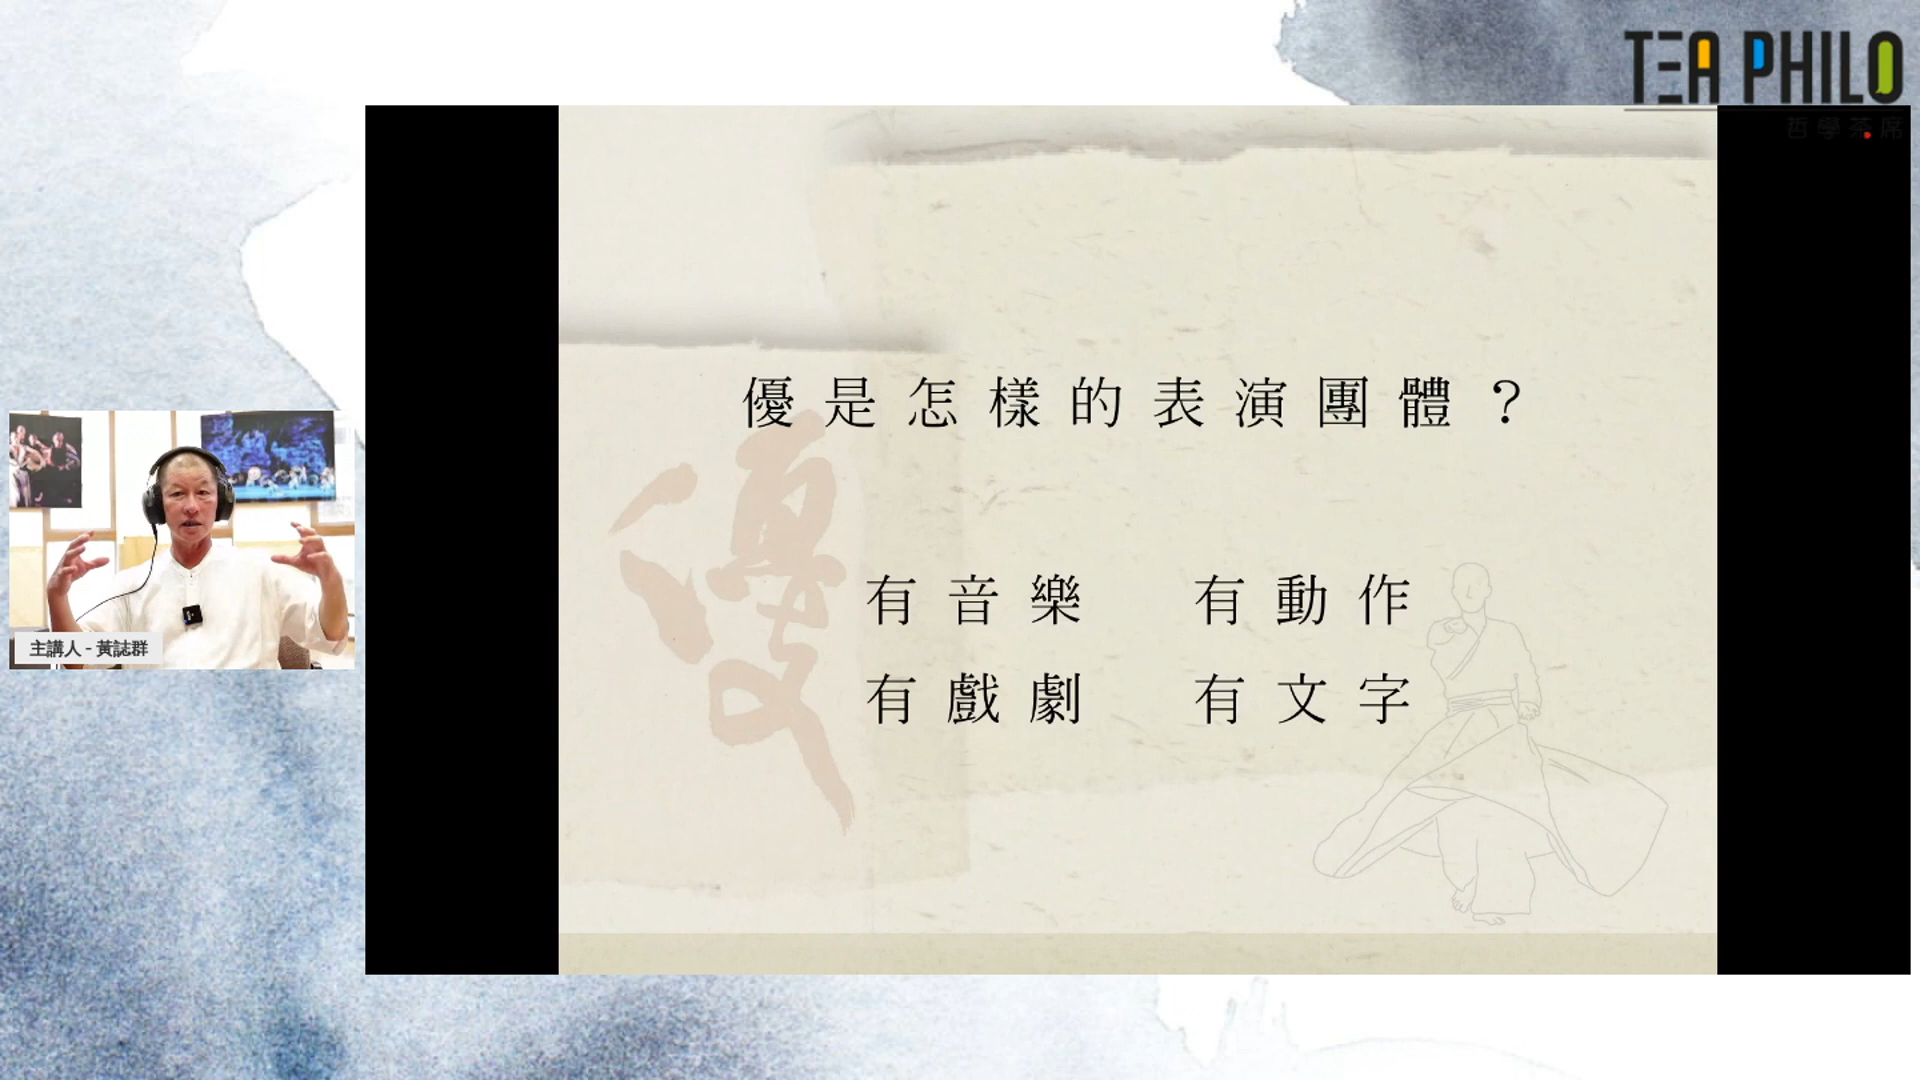 TEA PHILO
哲學茶席
優是怎樣的表演團體？
優
有音樂 有動作
有戲劇 有文字
主講人 - 黃誌群